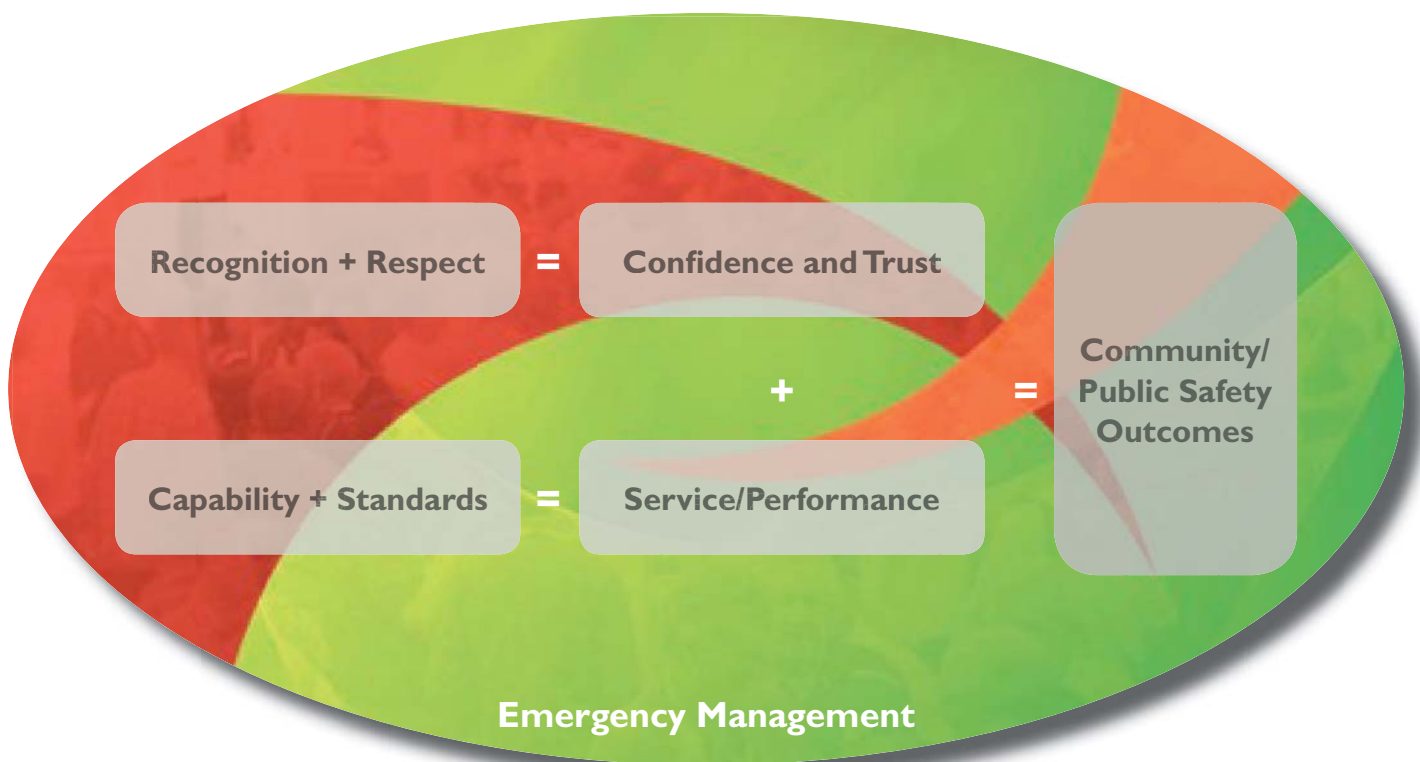 Recognition + Respect = Confidence and Trust
+ = Community/
Public Safety
Outcomes
Capability + Standards = Service/Performance
Emergency Management